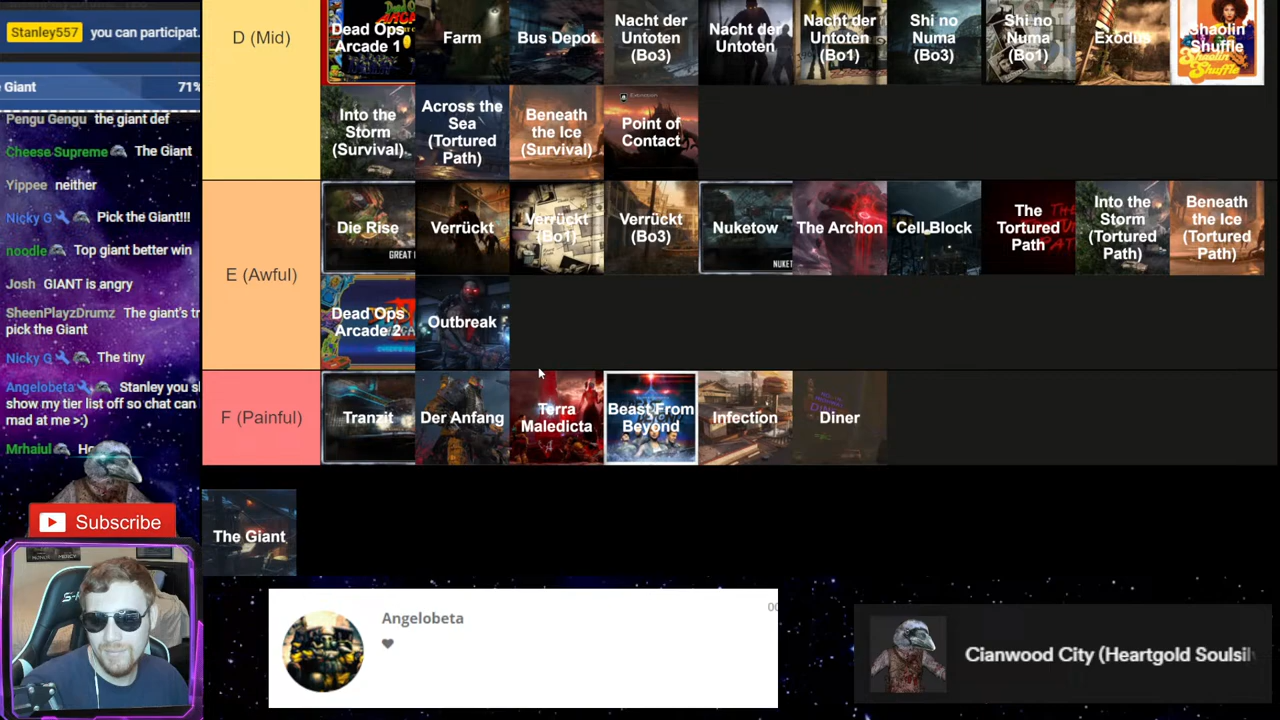 Stanley557 you can participat.
e Giant 71%
Pengu Gengu the giant def
Cheese Supreme The Giant
Yippee neither
Nicky G Pick the Giant!!!
noodle Top giant better win
Josh GIANT is angry
SheenPlayzDrumz The giant's tr
pick the Giant
Nicky G The tiny
Angelobeta Stanley you s
show my tier list off so chat can
mad at me >:)
Mrhaiul
Subscribe
D (Mid)
Dead Ops
Arcade 1
Farm
Bus Depot
Nacht der
Untoten
(Bo3)
Nacht der
Untoten
Nacht der
Untoten
(Bo1)
Shi no
Numa
(Bo3)
Shi no
Numa
(Bo1)
Exodus
Shaolin
Shuffle
Into the
Storm
(Survival)
Across the
Sea
(Tortured
Path)
Beneath
the Ice
(Survival)
Point of
Contact
E (Awful)
Die Rise
GREAT
Verrückt
Verrückt
(Bo1)
Verrückt
(Bo3)
Nuketow
NUKET
The Archon
Cell Block
The
Tortured
Path
Into the
Storm
(Tortured
Path)
Beneath
the Ice
(Tortured
Path)
Dead Ops
Arcade 2
Outbreak
F (Painful)
Tranzit
Der Anfang
Terra
Maledicta
Beast From
Beyond
Infection
Diner
The Giant
Angelobeta
❤
Cianwood City (Heartgold Soulsil